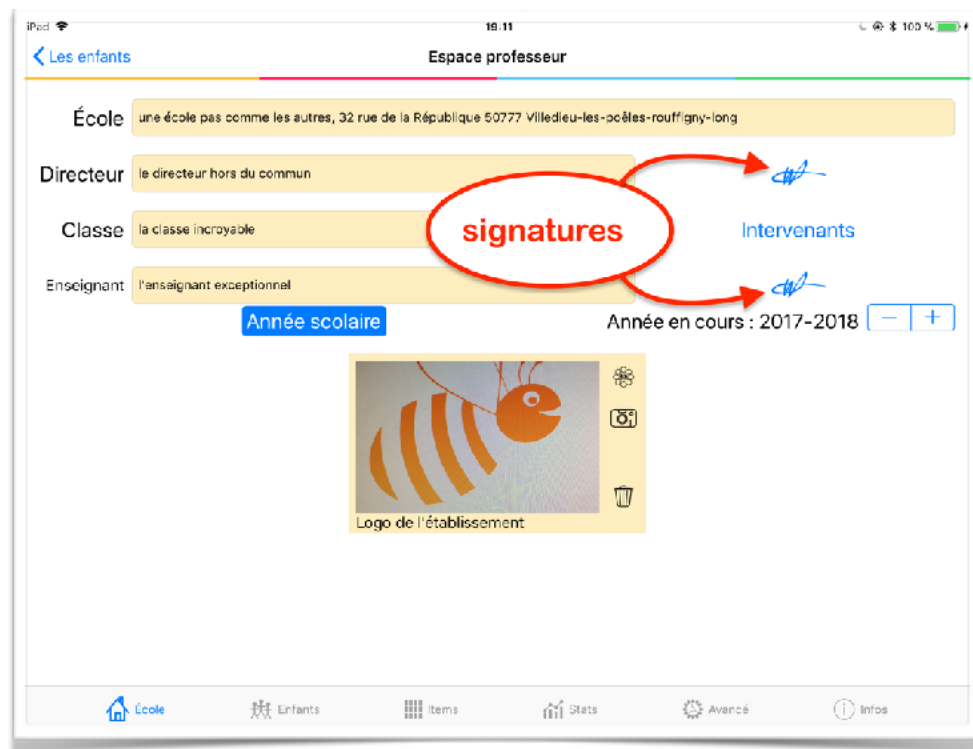 iPad 19:11 100 %
Les enfants Espace professeur
École une école pas comme les autres, 32 rue de la République 50777 Villedieu-les-poêles-rouffigny-long
Directeur le directeur hors du commun
signatures
Classe la classe incroyable Intervenants
Enseignant l'enseignant exceptionnel
Année scolaire Année en cours : 2017-2018 − +
Logo de l'établissement
École Enfants Items Stats Avancé Infos